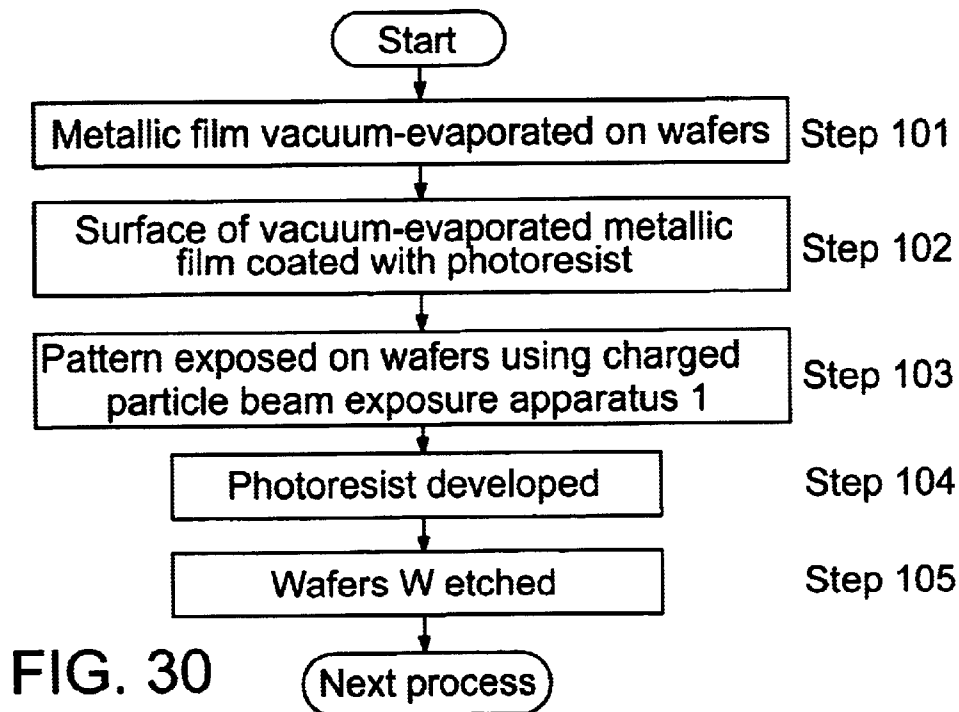 Start
Metallic film vacuum-evaporated on wafers
Step 101
Surface of vacuum-evaporated metallic
film coated with photoresist
Step 102
Pattern exposed on wafers using charged
particle beam exposure apparatus 1
Step 103
Photoresist developed
Step 104
Wafers W etched
Step 105
Next process
FIG. 30